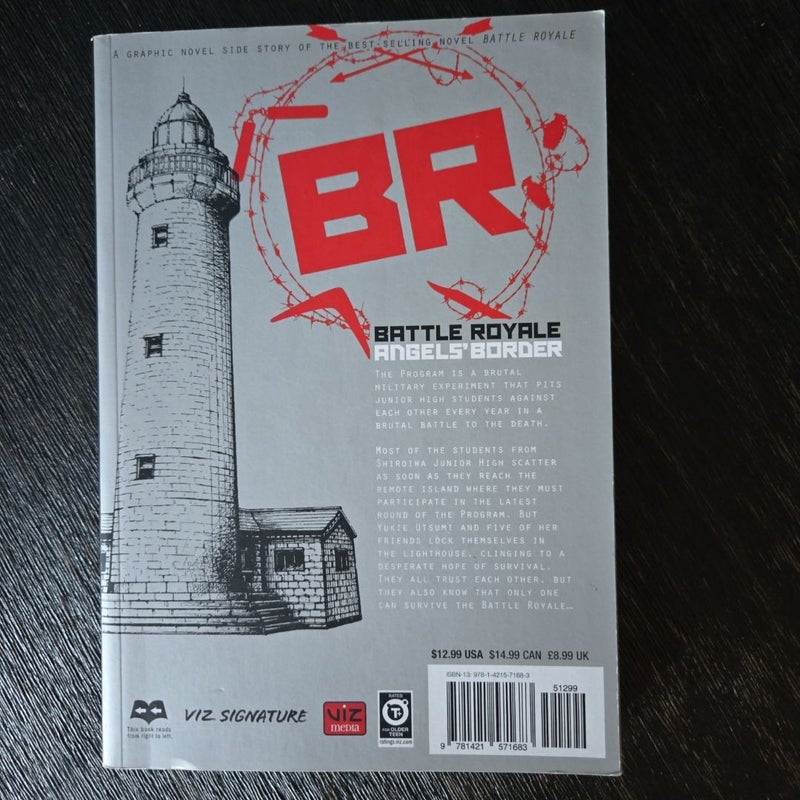 A GRAPHIC NOVEL SIDE STORY OF THE BEST-SELLING NOVEL BATTLE ROYALE
BR
BATTLE ROYALE
ANGELS' BORDER
THE PROGRAM IS A BRUTAL
MILITARY EXPERIMENT THAT PITS
JUNIOR HIGH STUDENTS AGAINST
EACH OTHER EVERY YEAR IN A
BRUTAL BATTLE TO THE DEATH.
MOST OF THE STUDENTS FROM
SHIROIWA JUNIOR HIGH SCATTER
AS SOON AS THEY REACH THE
REMOTE ISLAND WHERE THEY MUST
PARTICIPATE IN THE LATEST
ROUND OF THE PROGRAM. BUT
YUKIE UTSUMI AND FIVE OF HER
FRIENDS LOCK THEMSELVES IN
THE LIGHTHOUSE, CLINGING TO A
DESPERATE HOPE OF SURVIVAL.
THEY ALL TRUST EACH OTHER, BUT
THEY ALSO KNOW THAT ONLY ONE
CAN SURVIVE THE BATTLE ROYALE...
$12.99 USA $14.99 CAN £8.99 UK
ISBN-13: 978-1-4215-7168-3
51299
9 781421 571683
This book reads
from right to left.
VIZ SIGNATURE
VIZ
MEDIA
RATED
T+
FOR OLDER
TEEN
ratings.viz.com